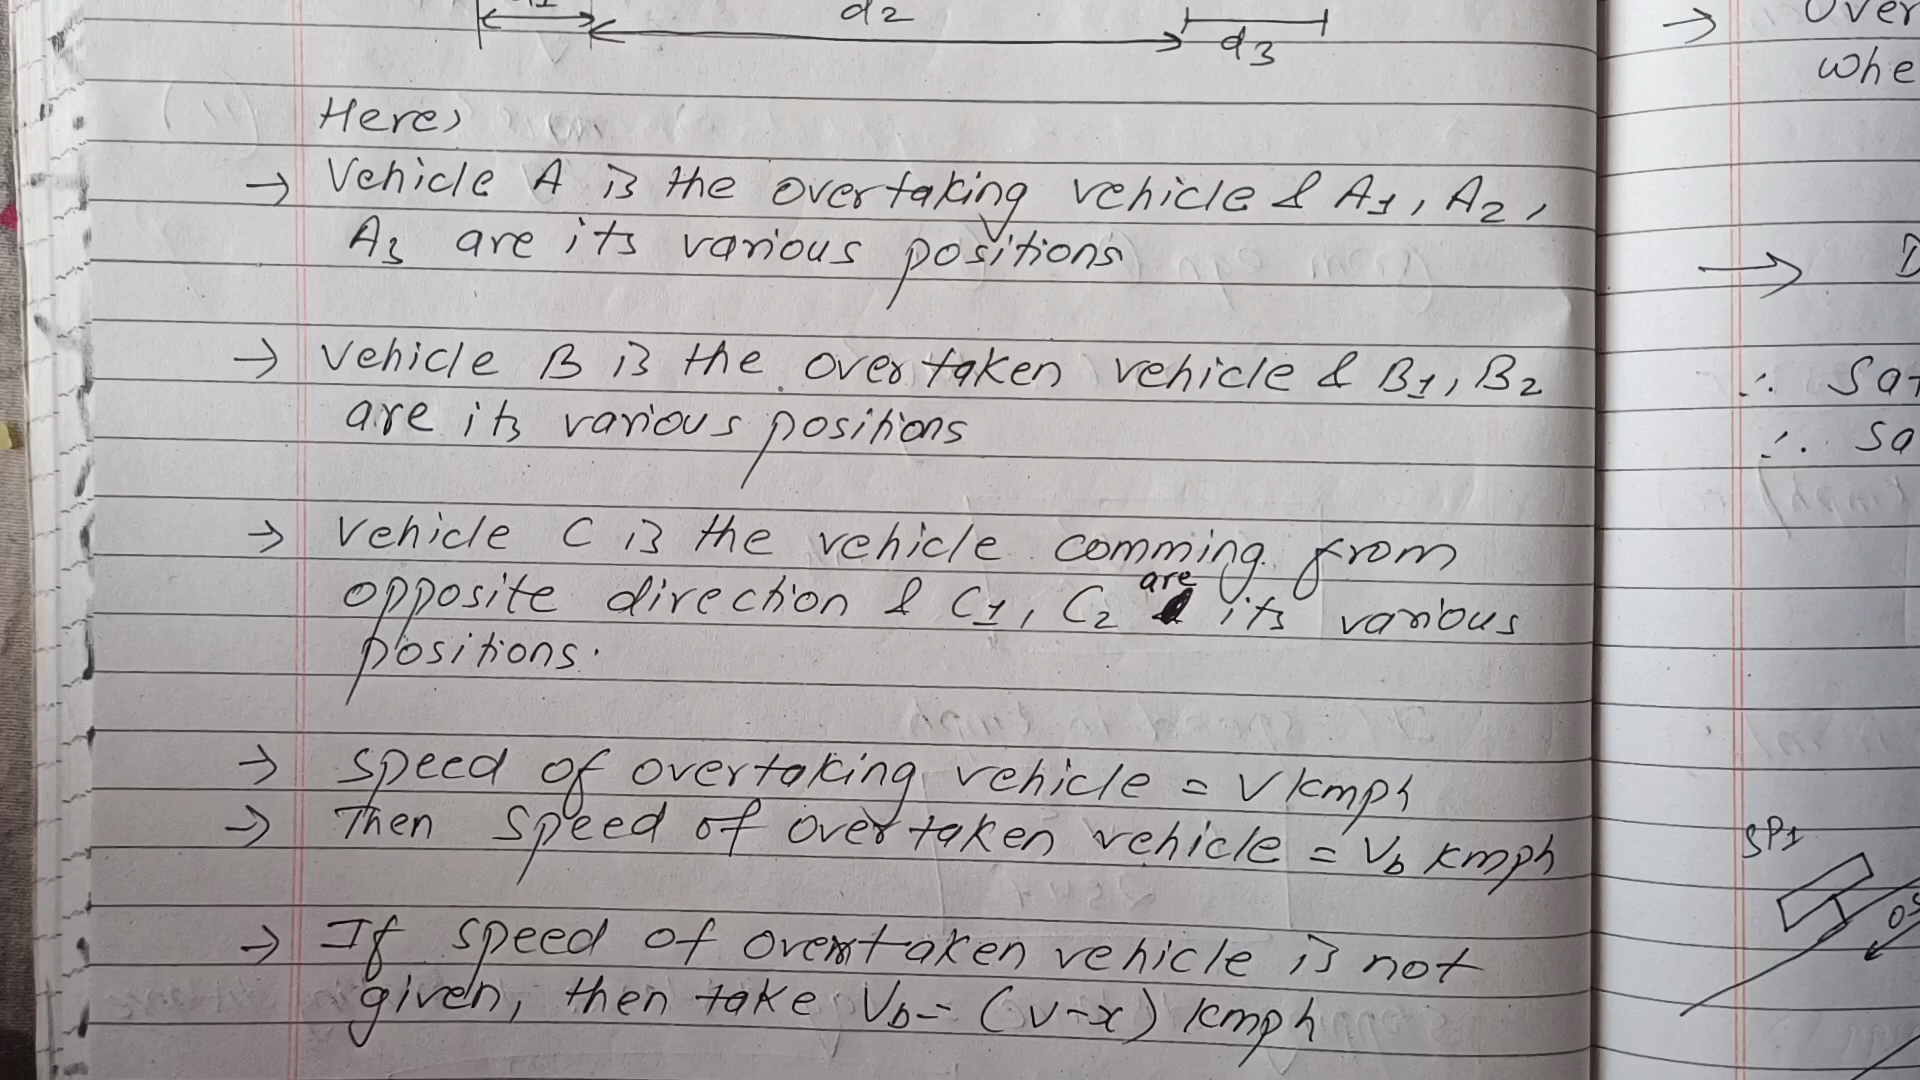 d2
d3
Here,
→ Vehicle A is the overtaking vehicle & A1, A2,
A3 are its various positions
→ Vehicle B is the overtaken vehicle & B1, B2
are its various positions
→ Vehicle C is the vehicle comming from
opposite direction & C1, C2 are its various
positions.
→ Speed of overtaking vehicle = V kmph
→ Then speed of overtaken vehicle = Vb kmph
→ If speed of overtaken vehicle is not
given, then take Vb = (V-x) kmph
→ Over
whe
→ D
∴ Sat
∴ Sa
SP1
OS